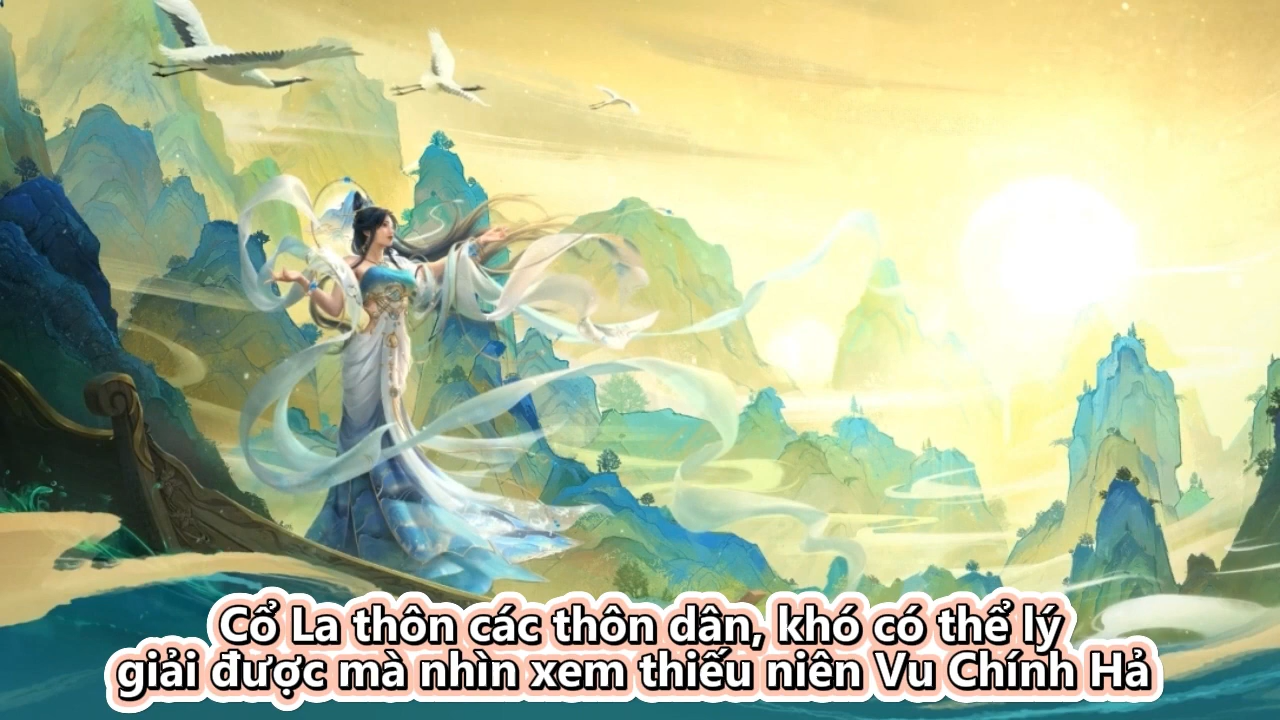 Cổ La thôn các thôn dân, khó có thể lý
giải được mà nhìn xem thiếu niên Vu Chính Hả